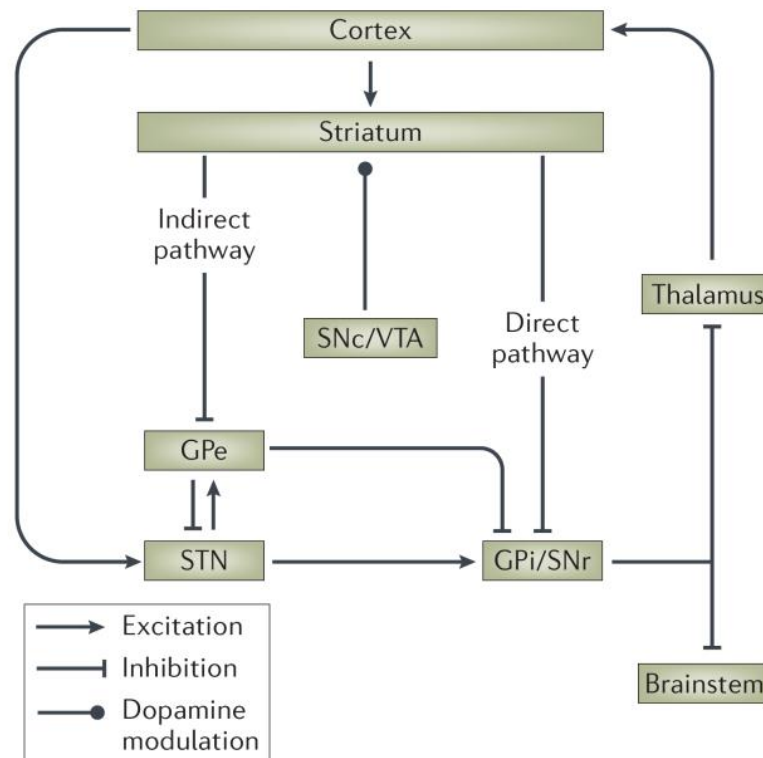 Cortex
Striatum
Indirect
pathway
Thalamus
SNc/VTA
Direct
pathway
GPe
STN
GPi/SNr
Excitation
Inhibition
Dopamine
modulation
Brainstem